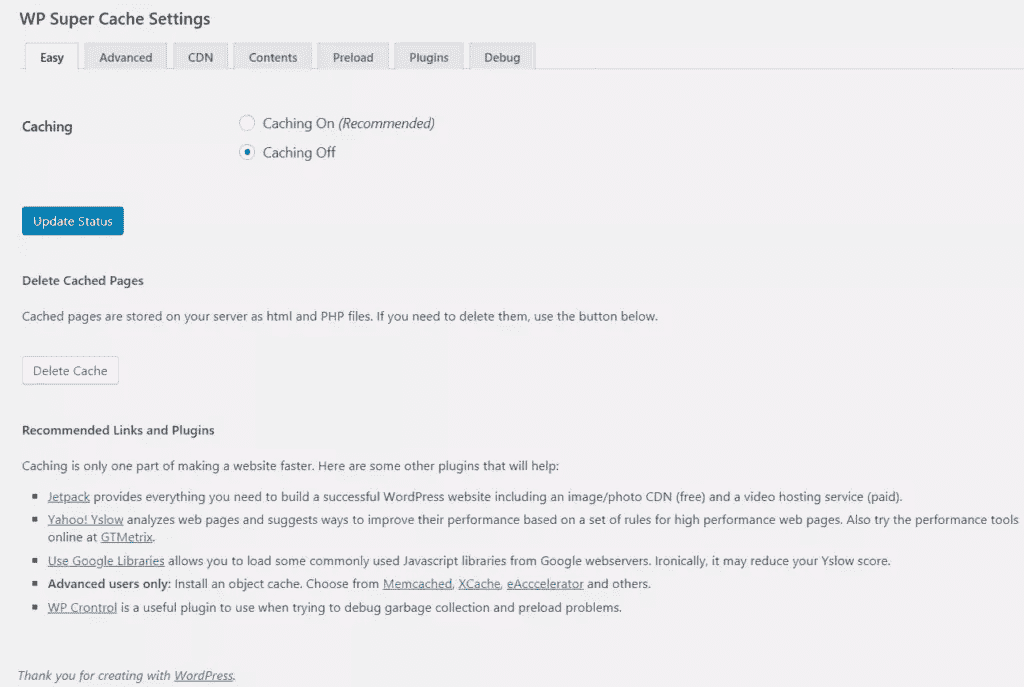 WP Super Cache Settings
Easy Advanced CDN Contents Preload Plugins Debug
Caching
Caching On (Recommended)
Caching Off
Update Status
Delete Cached Pages
Cached pages are stored on your server as html and PHP files. If you need to delete them, use the button below.
Delete Cache
Recommended Links and Plugins
Caching is only one part of making a website faster. Here are some other plugins that will help:
Jetpack provides everything you need to build a successful WordPress website including an image/photo CDN (free) and a video hosting service (paid).
Yahoo! Yslow analyzes web pages and suggests ways to improve their performance based on a set of rules for high performance web pages. Also try the performance tools
online at GTMetrix.
Use Google Libraries allows you to load some commonly used Javascript libraries from Google webservers. Ironically, it may reduce your Yslow score.
Advanced users only: Install an object cache. Choose from Memcached, XCache, eAcccelerator and others.
WP Crontrol is a useful plugin to use when trying to debug garbage collection and preload problems.
Thank you for creating with WordPress.